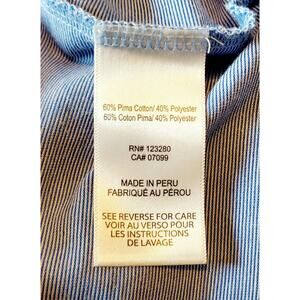 60% Pima Cotton/ 40% Polyester
60% Coton Pima/ 40% Polyester
RN# 123280
CA# 07099
MADE IN PERU
FABRIQUÉ AU PÉROU
SEE REVERSE FOR CARE
VOIR AU VERSO POUR
LES INSTRUCTIONS
DE LAVAGE